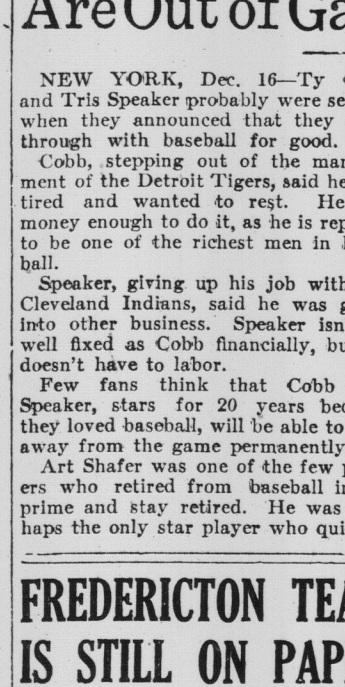 Are Out of Ga
NEW YORK, Dec. 16—Ty
and Tris Speaker probably were se
when they announced that they
through with baseball for good.
Cobb, stepping out of the man
ment of the Detroit Tigers, said he
tired and wanted to rest. He
money enough to do it, as he is rep
to be one of the richest men in
ball.
Speaker, giving up his job with
Cleveland Indians, said he was g
into other business. Speaker isn
well fixed as Cobb financially, bu
doesn't have to labor.
Few fans think that Cobb
Speaker, stars for 20 years bec
they loved baseball, will be able to
away from the game permanently
Art Shafer was one of the few p
ers who retired from baseball in
prime and stay retired. He was
haps the only star player who qui
FREDERICTON TEA
IS STILL ON PAP